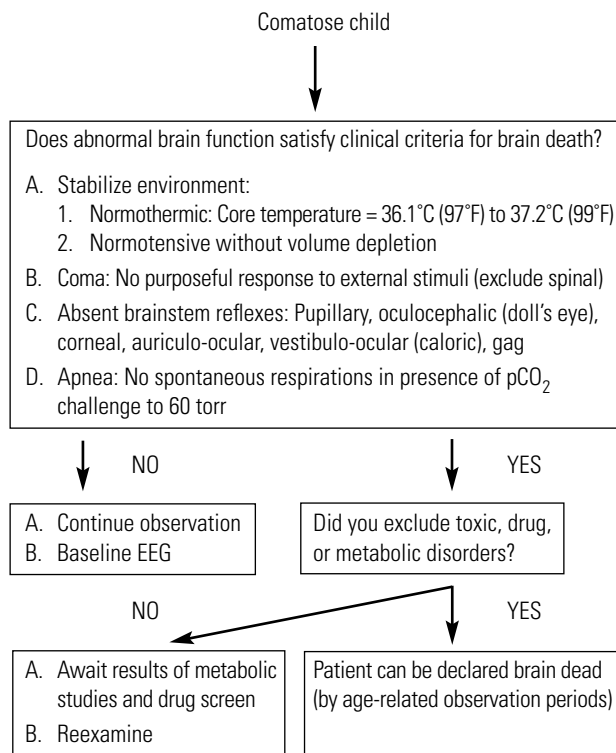 Comatose child
Does abnormal brain function satisfy clinical criteria for brain death?
A. Stabilize environment:
1. Normothermic: Core temperature = 36.1˚C (97˚F) to 37.2˚C (99˚F)
2. Normotensive without volume depletion
B. Coma: No purposeful response to external stimuli (exclude spinal)
C. Absent brainstem reflexes: Pupillary, oculocephalic (doll's eye),
corneal, auriculo-ocular, vestibulo-ocular (caloric), gag
D. Apnea: No spontaneous respirations in presence of pCO₂
challenge to 60 torr
NO
YES
A. Continue observation
B. Baseline EEG
Did you exclude toxic, drug,
or metabolic disorders?
NO
YES
A. Await results of metabolic
studies and drug screen
B. Reexamine
Patient can be declared brain dead
(by age-related observation periods)